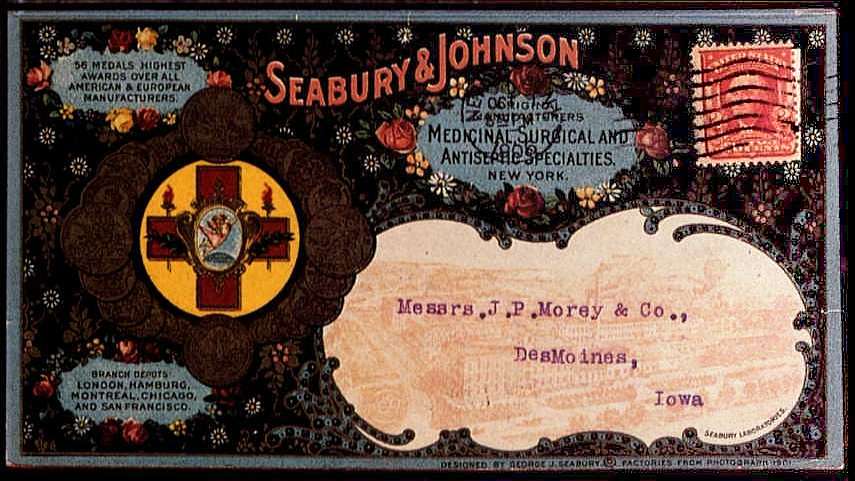 56 MEDALS HIGHEST
AWARDS OVER ALL
AMERICAN & EUROPEAN
MANUFACTURERS.
SEABURY & JOHNSON
ORIGINAL
MANUFACTURERS
MEDICINAL SURGICAL AND
ANTISEPTIC SPECIALTIES.
NEW YORK.
Messrs.J.P.Morey & Co.,
DesMoines,
Iowa
BRANCH DEPOTS
LONDON, HAMBURG,
MONTREAL, CHICAGO,
AND SAN FRANCISCO.
SEABURY LABORATORIES.
DESIGNED BY GEORGE J. SEABURY. © FACTORIES FROM PHOTOGRAPH 1901